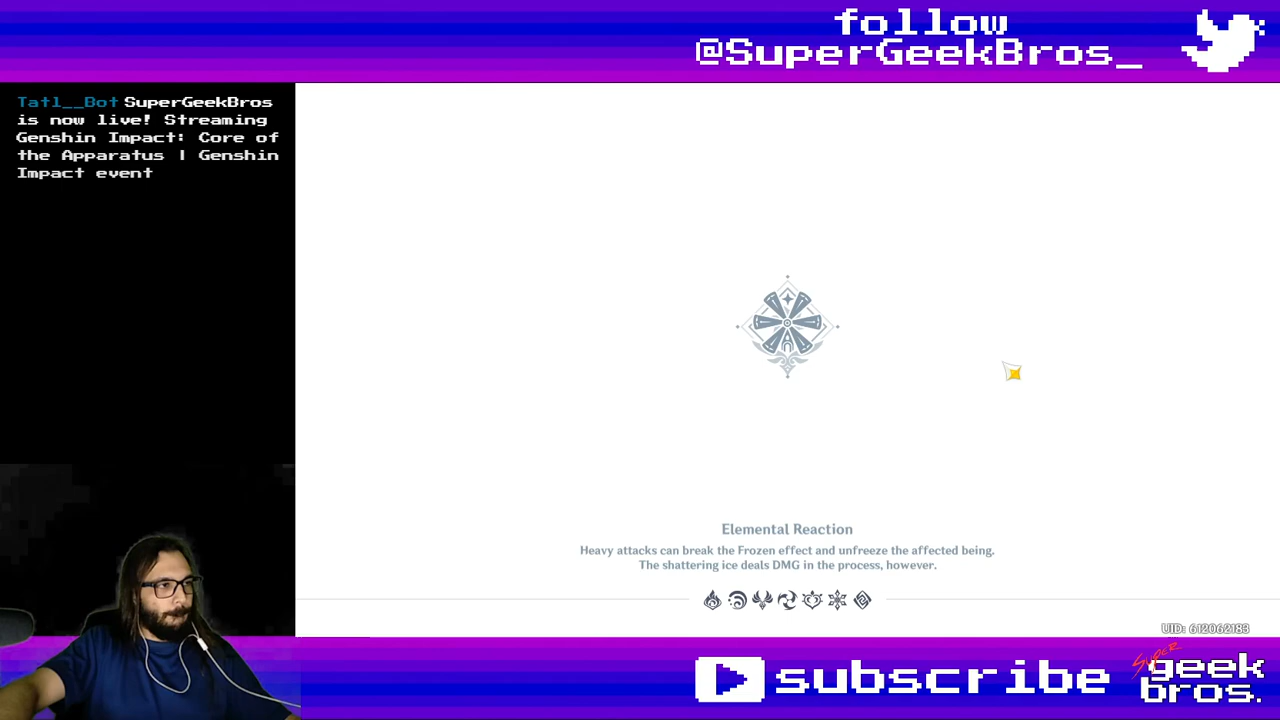 follow
@SuperGeekBros_
Tatl__Bot SuperGeekBros
is now live! Streaming
Genshin Impact: Core of
the Apparatus | Genshin
Impact event
Elemental Reaction
Heavy attacks can break the Frozen effect and unfreeze the affected being.
The shattering ice deals DMG in the process, however.
UID: 612062183
subscribe
super
geek
bros.